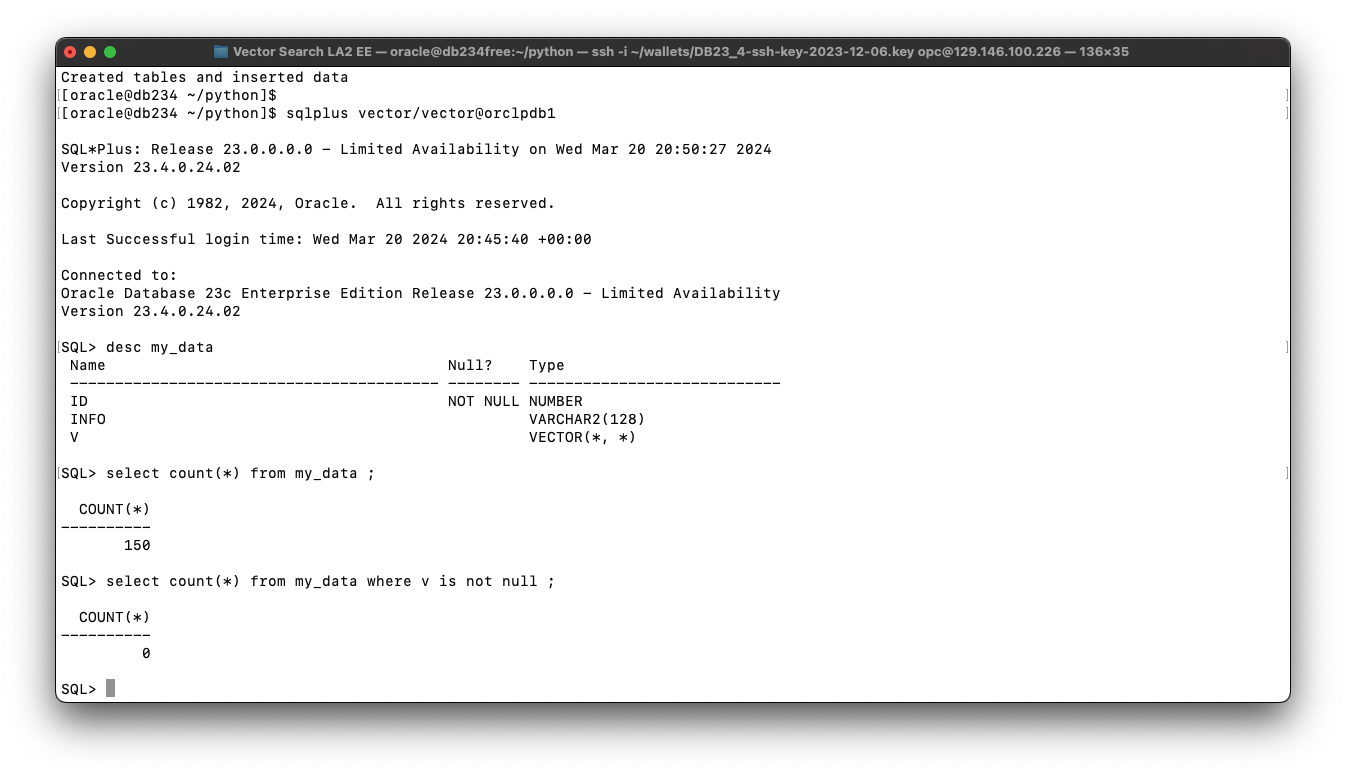 Vector Search LA2 EE — oracle@db234free:~/python — ssh -i ~/wallets/DB23_4-ssh-key-2023-12-06.key opc@129.146.100.226 — 136×35
Created tables and inserted data
[[oracle@db234 ~/python]$ ]
[[oracle@db234 ~/python]$ sqlplus vector/vector@orclpdb1 ]
SQL*Plus: Release 23.0.0.0.0 - Limited Availability on Wed Mar 20 20:50:27 2024
Version 23.4.0.24.02
Copyright (c) 1982, 2024, Oracle.  All rights reserved.
Last Successful login time: Wed Mar 20 2024 20:45:40 +00:00
Connected to:
Oracle Database 23c Enterprise Edition Release 23.0.0.0.0 - Limited Availability
Version 23.4.0.24.02
[SQL> desc my_data ]
 Name                                      Null?    Type
 ----------------------------------------- -------- ----------------------------
 ID                                        NOT NULL NUMBER
 INFO                                               VARCHAR2(128)
 V                                                  VECTOR(*, *)
[SQL> select count(*) from my_data ; ]
  COUNT(*)
----------
       150
SQL> select count(*) from my_data where v is not null ;
  COUNT(*)
----------
         0
SQL>